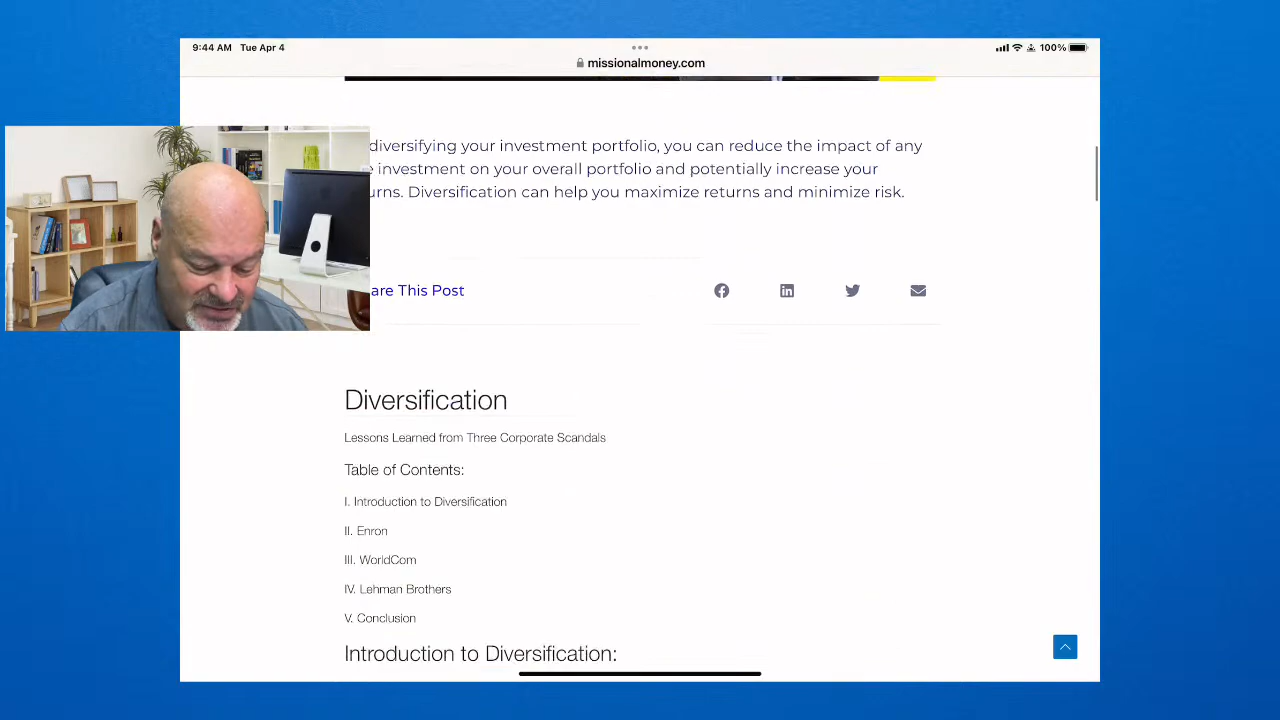 9:44 AM Tue Apr 4
100%
missionalmoney.com
diversifying your investment portfolio, you can reduce the impact of any
investment on your overall portfolio and potentially increase your
Diversification can help you maximize returns and minimize risk.
This Post
Diversification
Lessons Learned from Three Corporate Scandals
Table of Contents:
I. Introduction to Diversification
II. Enron
III. WorldCom
IV. Lehman Brothers
V. Conclusion
Introduction to Diversification: